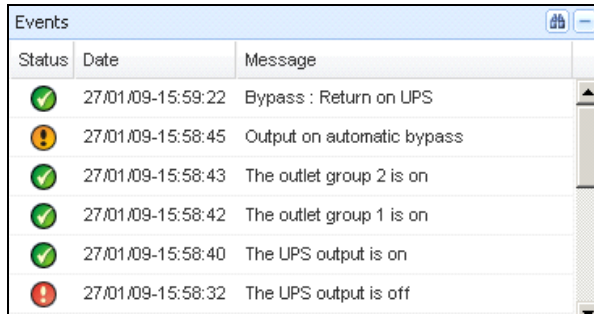 Events
Status Date Message
27/01/09-15:59:22 Bypass : Return on UPS
27/01/09-15:58:45 Output on automatic bypass
27/01/09-15:58:43 The outlet group 2 is on
27/01/09-15:58:42 The outlet group 1 is on
27/01/09-15:58:40 The UPS output is on
27/01/09-15:58:32 The UPS output is off